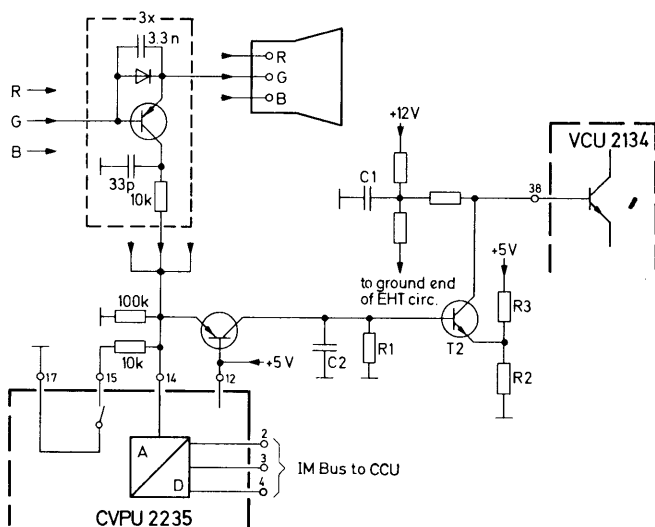 3x
3.3 n
R
G
B
R
G
B
33p
10k
+12V
C1
38
VCU 2134
to ground end
of EHT circ.
+5V
R3
T2
R2
100k
10k
+5V
C2
R1
17
15
14
12
A
D
2
3
4
IM Bus to CCU
CVPU 2235